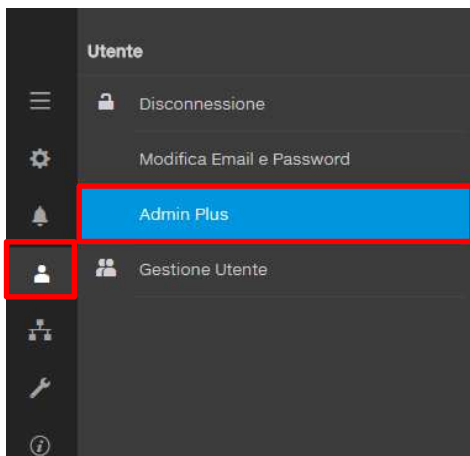 Utente
Disconnessione
Modifica Email e Password
Admin Plus
Gestione Utente